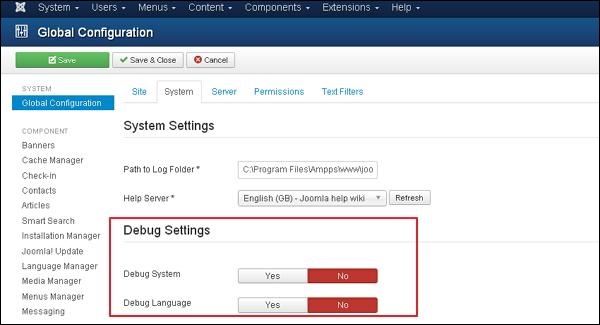 System Users Menus Content Components Extensions Help
Global Configuration
Save Save & Close Cancel
SYSTEM
Global Configuration
COMPONENT
Banners
Cache Manager
Check-in
Contacts
Articles
Smart Search
Installation Manager
Joomla! Update
Language Manager
Media Manager
Menus Manager
Messaging
Site System Server Permissions Text Filters
System Settings
Path to Log Folder * C:\Program Files\Ampps\www\joo
Help Server * English (GB) - Joomla help wiki Refresh
Debug Settings
Debug System Yes No
Debug Language Yes No